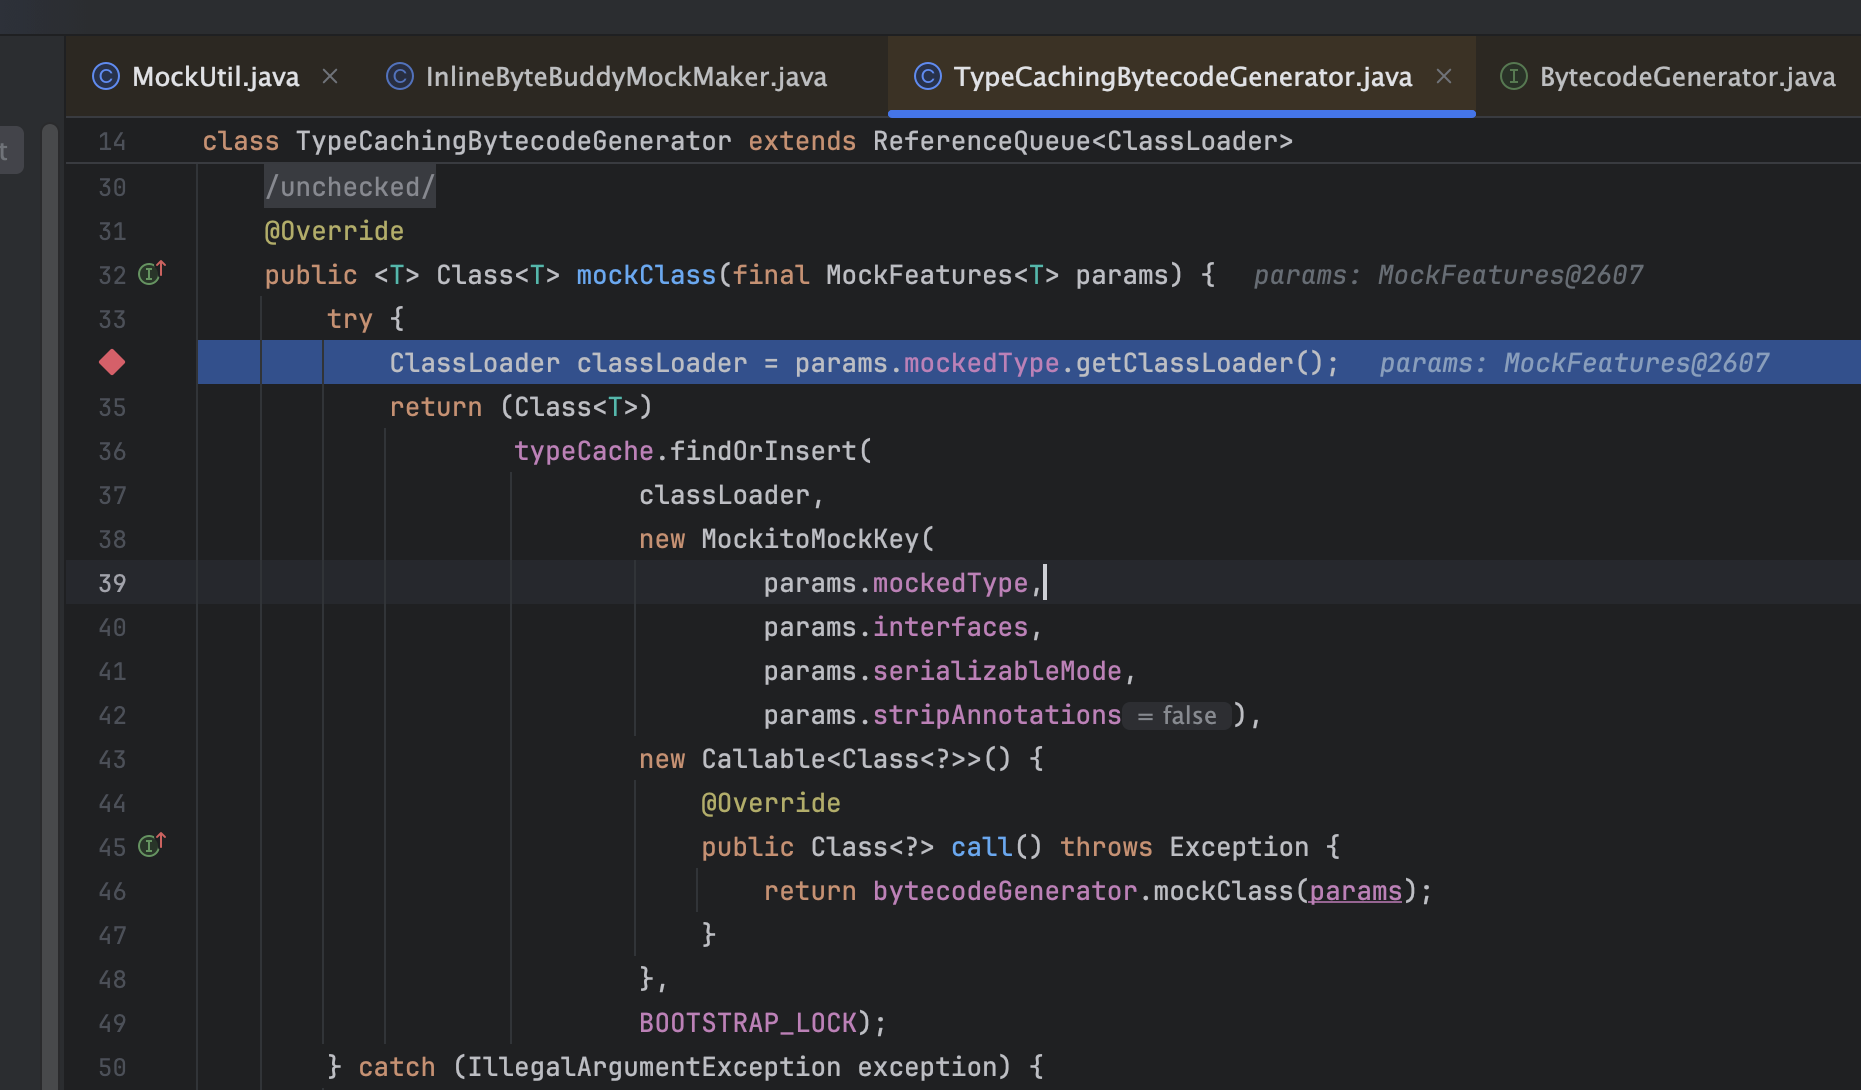 MockUtil.java InlineByteBuddyMockMaker.java TypeCachingBytecodeGenerator.java BytecodeGenerator.java
t
14 class TypeCachingBytecodeGenerator extends ReferenceQueue<ClassLoader>
30 /unchecked/
31 @Override
32 public <T> Class<T> mockClass(final MockFeatures<T> params) { params: MockFeatures@2607
33 try {
ClassLoader classLoader = params.mockedType.getClassLoader(); params: MockFeatures@2607
35 return (Class<T>)
36 typeCache.findOrInsert(
37 classLoader,
38 new MockitoMockKey(
39 params.mockedType,
40 params.interfaces,
41 params.serializableMode,
42 params.stripAnnotations = false ),
43 new Callable<Class<?>>() {
44 @Override
45 public Class<?> call() throws Exception {
46 return bytecodeGenerator.mockClass(params);
47 }
48 },
49 BOOTSTRAP_LOCK);
50 } catch (IllegalArgumentException exception) {